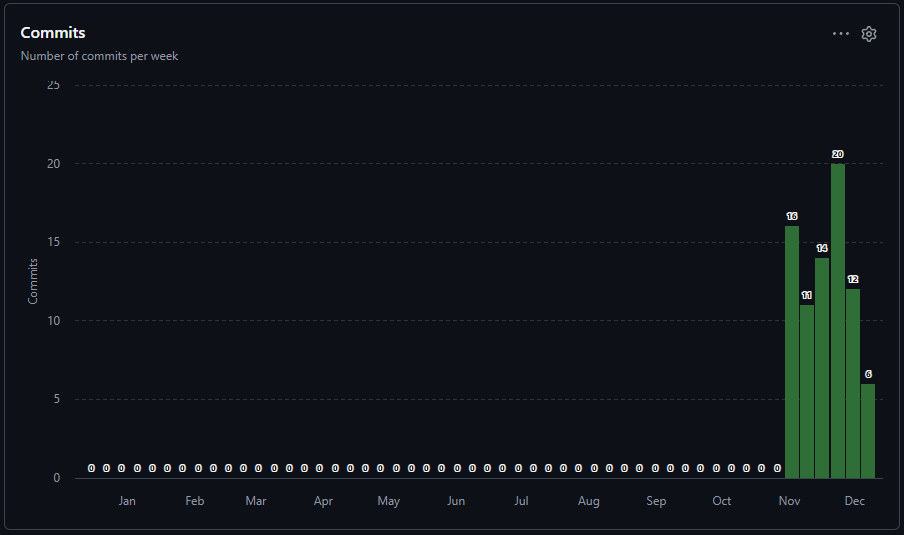 Commits
Number of commits per week
25
20
15
10
5
0
Commits
0 0 0 0 0 0 0 0 0 0 0 0 0 0 0 0 0 0 0 0 0 0 0 0 0 0 0 0 0 0 0 0 0 0 0 0 0 0 0 0 0 0 0 0 0 0 16 11 14 20 12 6
Jan Feb Mar Apr May Jun Jul Aug Sep Oct Nov Dec